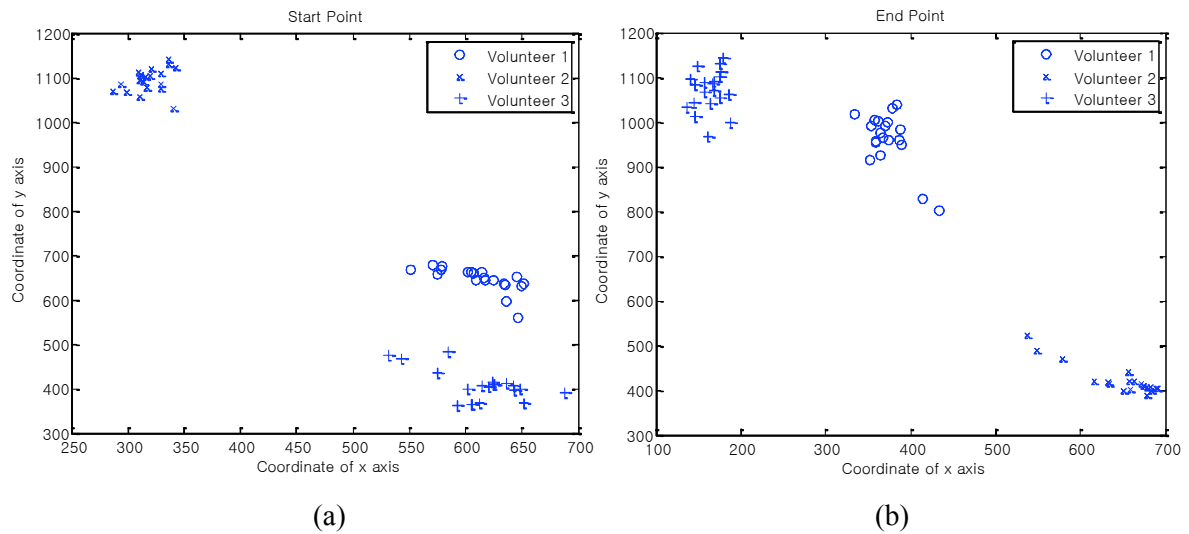 Start Point
1200
1100
1000
900
800
700
600
500
400
300
250 300 350 400 450 500 550 600 650 700
Coordinate of x axis
Coordinate of y axis
Volunteer 1
Volunteer 2
Volunteer 3
(a)
End Point
1200
1100
1000
900
800
700
600
500
400
300
100 200 300 400 500 600 700
Coordinate of x axis
Coordinate of y axis
Volunteer 1
Volunteer 2
Volunteer 3
(b)